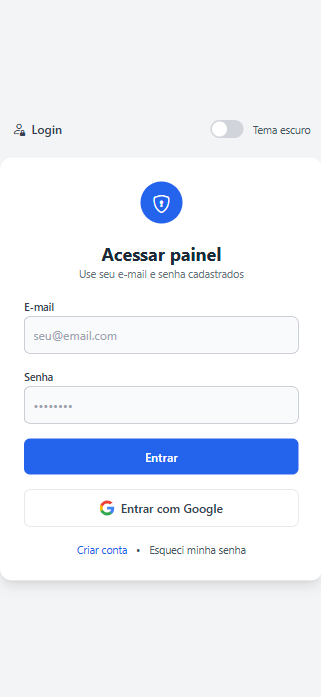 Login
Tema escuro
Acessar painel
Use seu e-mail e senha cadastrados
E-mail
seu@email.com
Senha
••••••••
Entrar
Entrar com Google
Criar conta • Esqueci minha senha